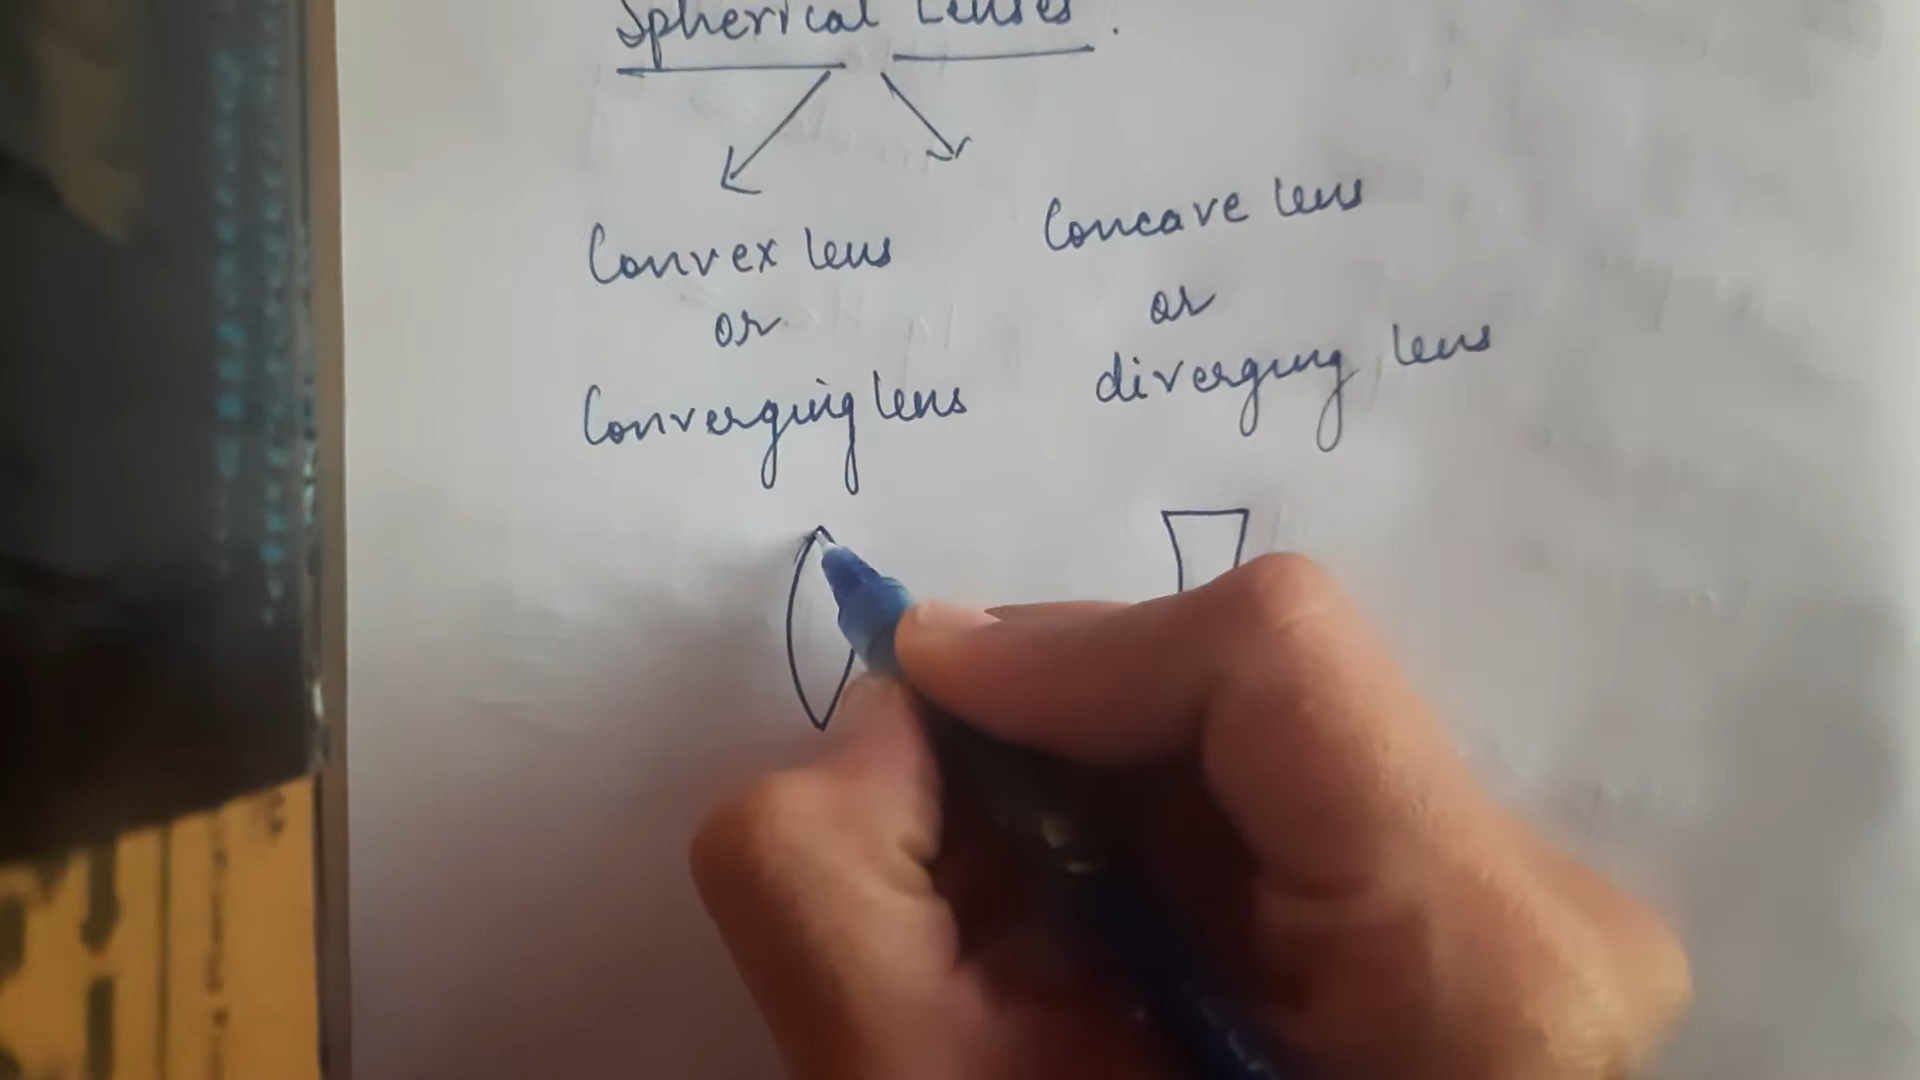 Spherical Lenses.
Convex lens
or
Converging lens
Concave lens
or
diverging lens